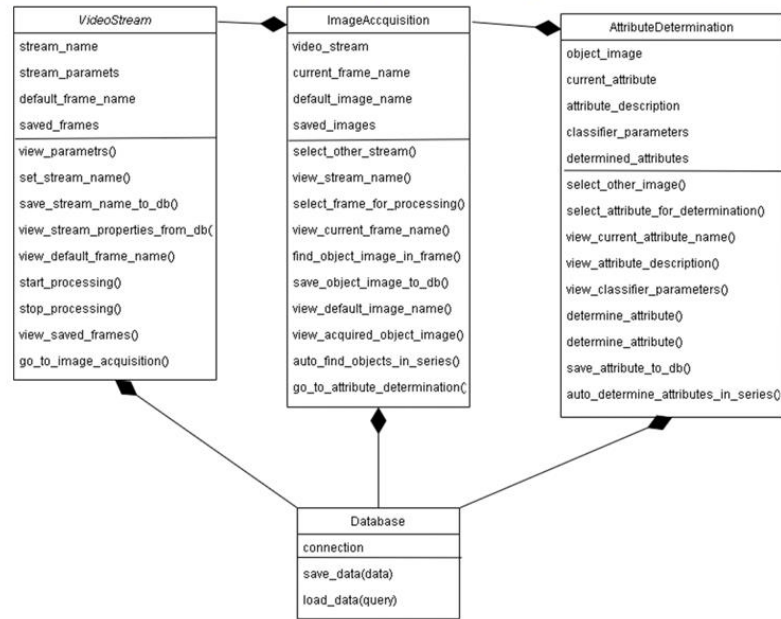 VideoStream
stream_name
stream_paramets
default_frame_name
saved_frames
view_parametrs()
set_stream_name()
save_stream_name_to_db()
view_stream_properties_from_db(
view_default_frame_name()
start_processing()
stop_processing()
view_saved_frames()
go_to_image_acquisition()
ImageAccquisition
video_stream
current_frame_name
default_image_name
saved_images
select_other_stream()
view_stream_name()
select_frame_for_processing()
view_current_frame_name()
find_object_image_in_frame()
save_object_image_to_db()
view_default_image_name()
view_acquired_object_image()
auto_find_objects_in_series()
go_to_attribute_determination(
AttributeDetermination
object_image
current_attribute
attribute_description
classifier_parameters
determined_attributes
select_other_image()
select_attribute_for_determination()
view_current_attribute_name()
view_attribute_description()
view_classifier_parameters()
determine_attribute()
determine_attribute()
save_attribute_to_db()
auto_determine_attributes_in_series()
Database
connection
save_data(data)
load_data(query)